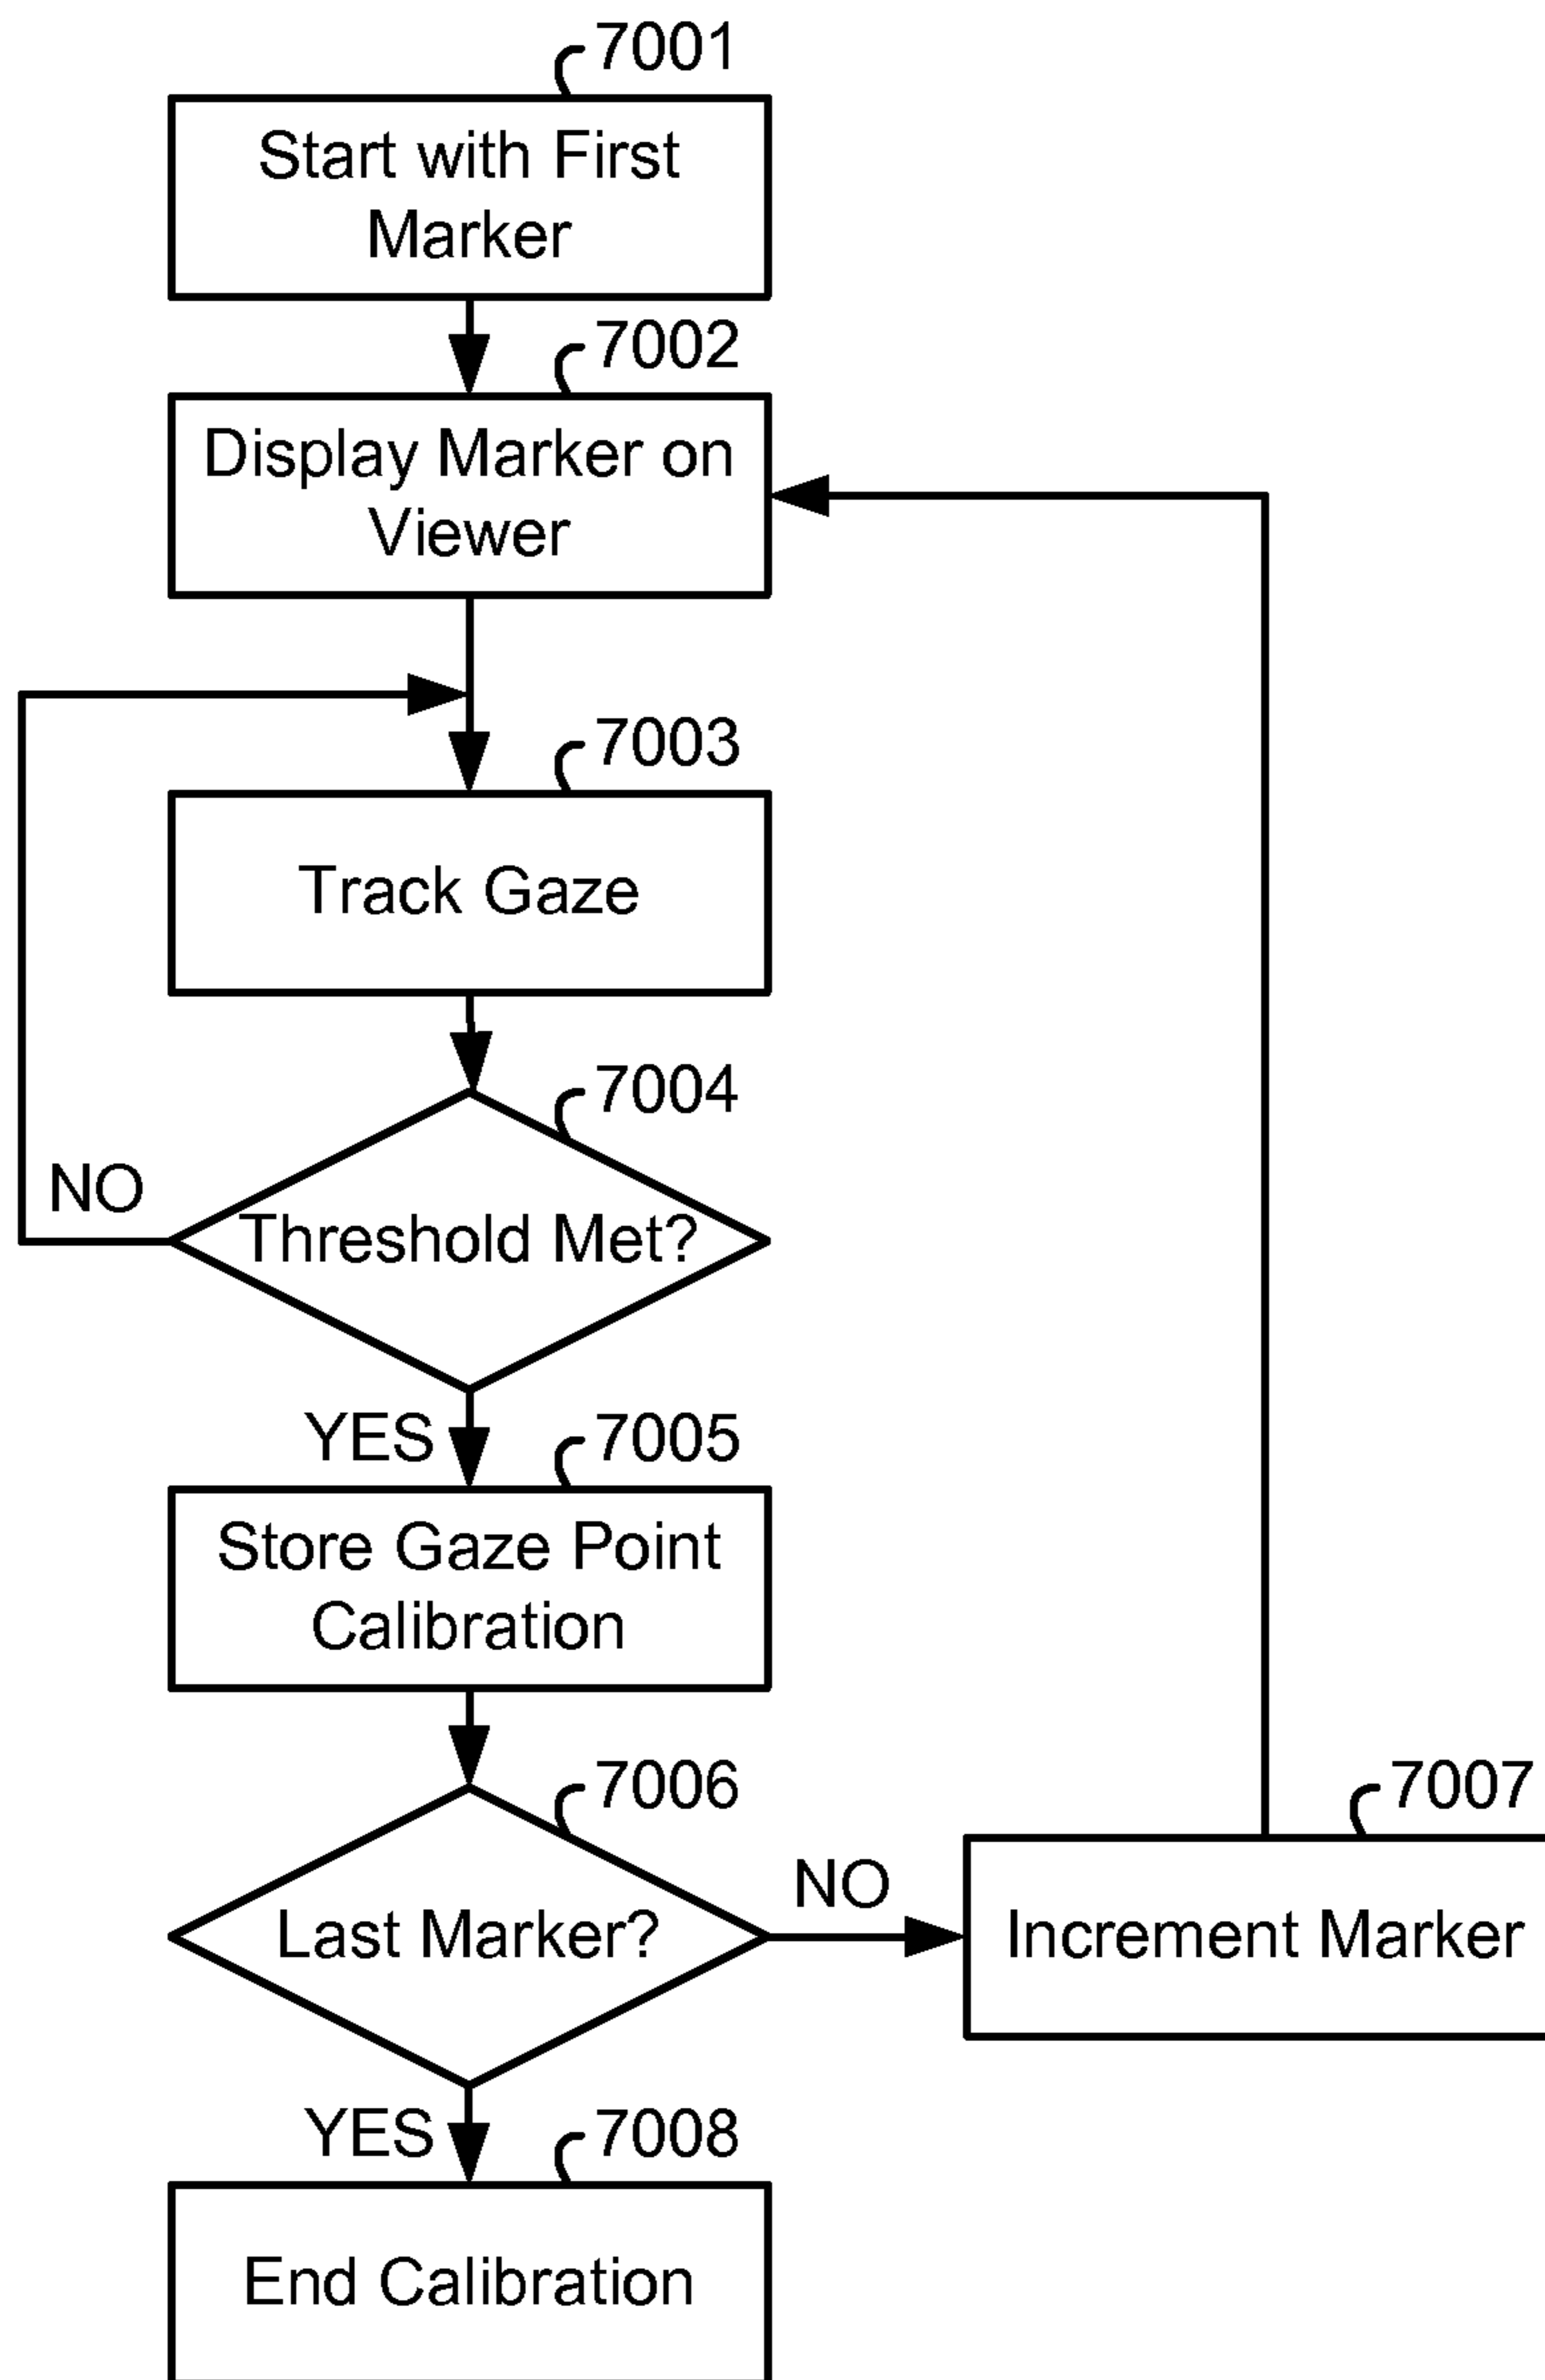 7001
Start with First
Marker
7002
Display Marker on
Viewer
7003
Track Gaze
7004
NO
Threshold Met?
YES
7005
Store Gaze Point
Calibration
7006
Last Marker?
NO
7007
Increment Marker
YES
7008
End Calibration